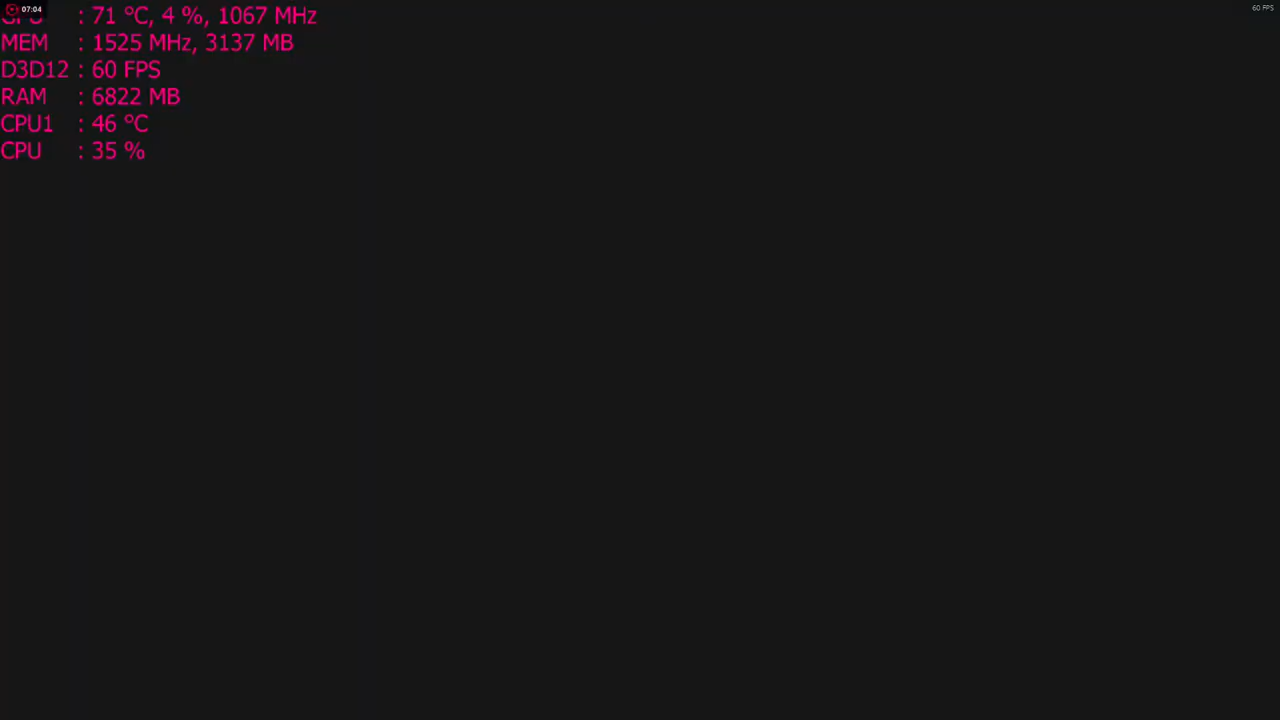 07:04
60 FPS
GPU : 71 °C, 4 %, 1067 MHz
MEM : 1525 MHz, 3137 MB
D3D12 : 60 FPS
RAM : 6822 MB
CPU1 : 46 °C
CPU : 35 %